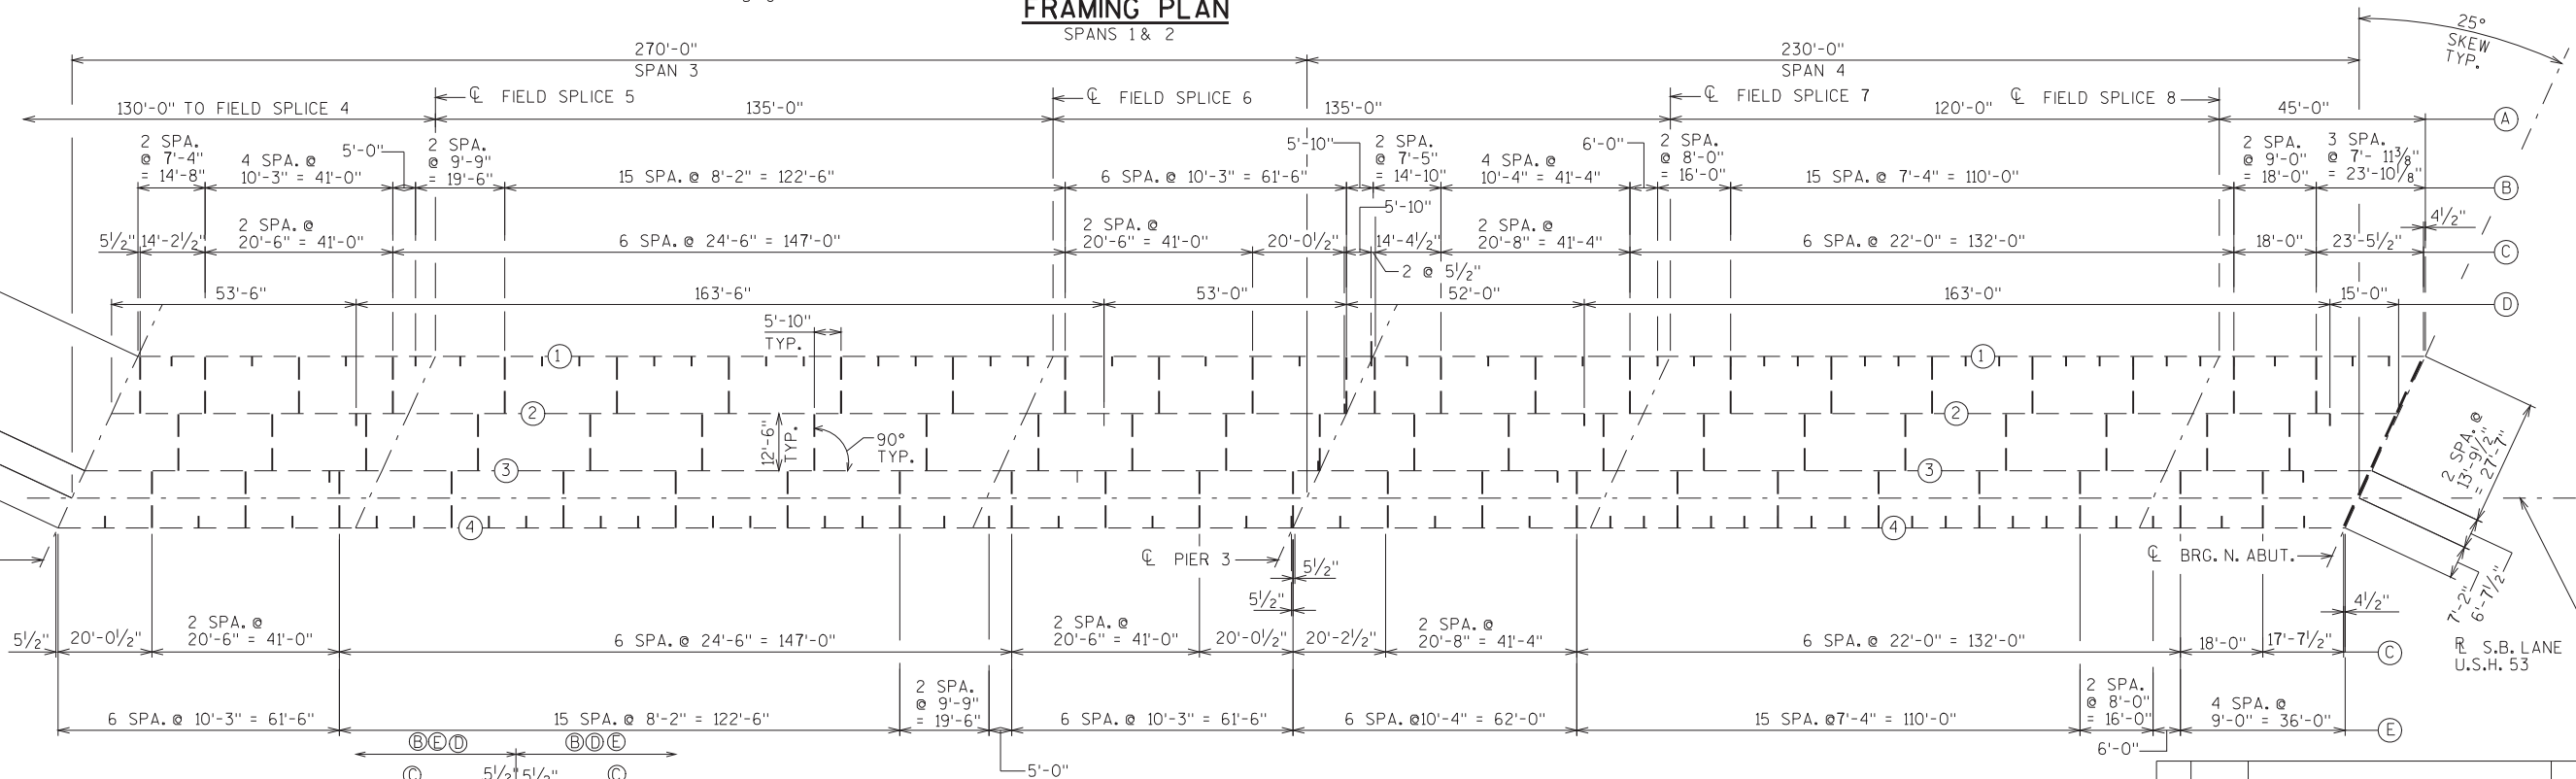 FRAMING PLAN
SPANS 1 & 2
25°
SKEW
TYP.
270'-0"
SPAN 3
230'-0"
SPAN 4
130'-0" TO FIELD SPLICE 4
℄ FIELD SPLICE 5
135'-0"
℄ FIELD SPLICE 6
135'-0"
℄ FIELD SPLICE 7
120'-0"
℄ FIELD SPLICE 8
45'-0"
A
2 SPA.
@ 7'-4"
= 14'-8"
4 SPA. @
10'-3" = 41'-0"
5'-0"
2 SPA.
@ 9'-9"
= 19'-6"
15 SPA. @ 8'-2" = 122'-6"
6 SPA. @ 10'-3" = 61'-6"
5'-10"
2 SPA.
@ 7'-5"
= 14'-10"
4 SPA. @
10'-4" = 41'-4"
6'-0"
2 SPA.
@ 8'-0"
= 16'-0"
15 SPA. @ 7'-4" = 110'-0"
2 SPA.
@ 9'-0"
= 18'-0"
3 SPA.
@ 7'- 11⅜"
= 23'-10⅛"
B
5½"
14'-2½"
2 SPA. @
20'-6" = 41'-0"
6 SPA. @ 24'-6" = 147'-0"
2 SPA. @
20'-6" = 41'-0"
20'-0½"
5'-10"
14'-4½"
2 @ 5½"
2 SPA. @
20'-8" = 41'-4"
6 SPA. @ 22'-0" = 132'-0"
18'-0"
23'-5½"
4½"
C
53'-6"
163'-6"
53'-0"
52'-0"
163'-0"
15'-0"
D
5'-10"
TYP.
1
1
2
2
12'-6"
TYP.
90°
TYP.
3
3
4
4
2 SPA. @
13'-9½"
= 27'-7"
7'-2"
6'-7½"
℄ PIER 3
5½"
5½"
℄ BRG. N. ABUT.
4½"
5½"
20'-0½"
2 SPA. @
20'-6" = 41'-0"
6 SPA. @ 24'-6" = 147'-0"
2 SPA. @
20'-6" = 41'-0"
20'-0½"
20'-2½"
2 SPA. @
20'-8" = 41'-4"
6 SPA. @ 22'-0" = 132'-0"
18'-0"
17'-7½"
C
S.B. LANE
U.S.H. 53
6 SPA. @ 10'-3" = 61'-6"
15 SPA. @ 8'-2" = 122'-6"
2 SPA.
@ 9'-9"
= 19'-6"
5'-0"
6 SPA. @ 10'-3" = 61'-6"
6 SPA. @10'-4" = 62'-0"
15 SPA. @7'-4" = 110'-0"
2 SPA.
@ 8'-0"
= 16'-0"
6'-0"
4 SPA. @
9'-0" = 36'-0"
E
B E D
B D E
C
5½"
5½"
C